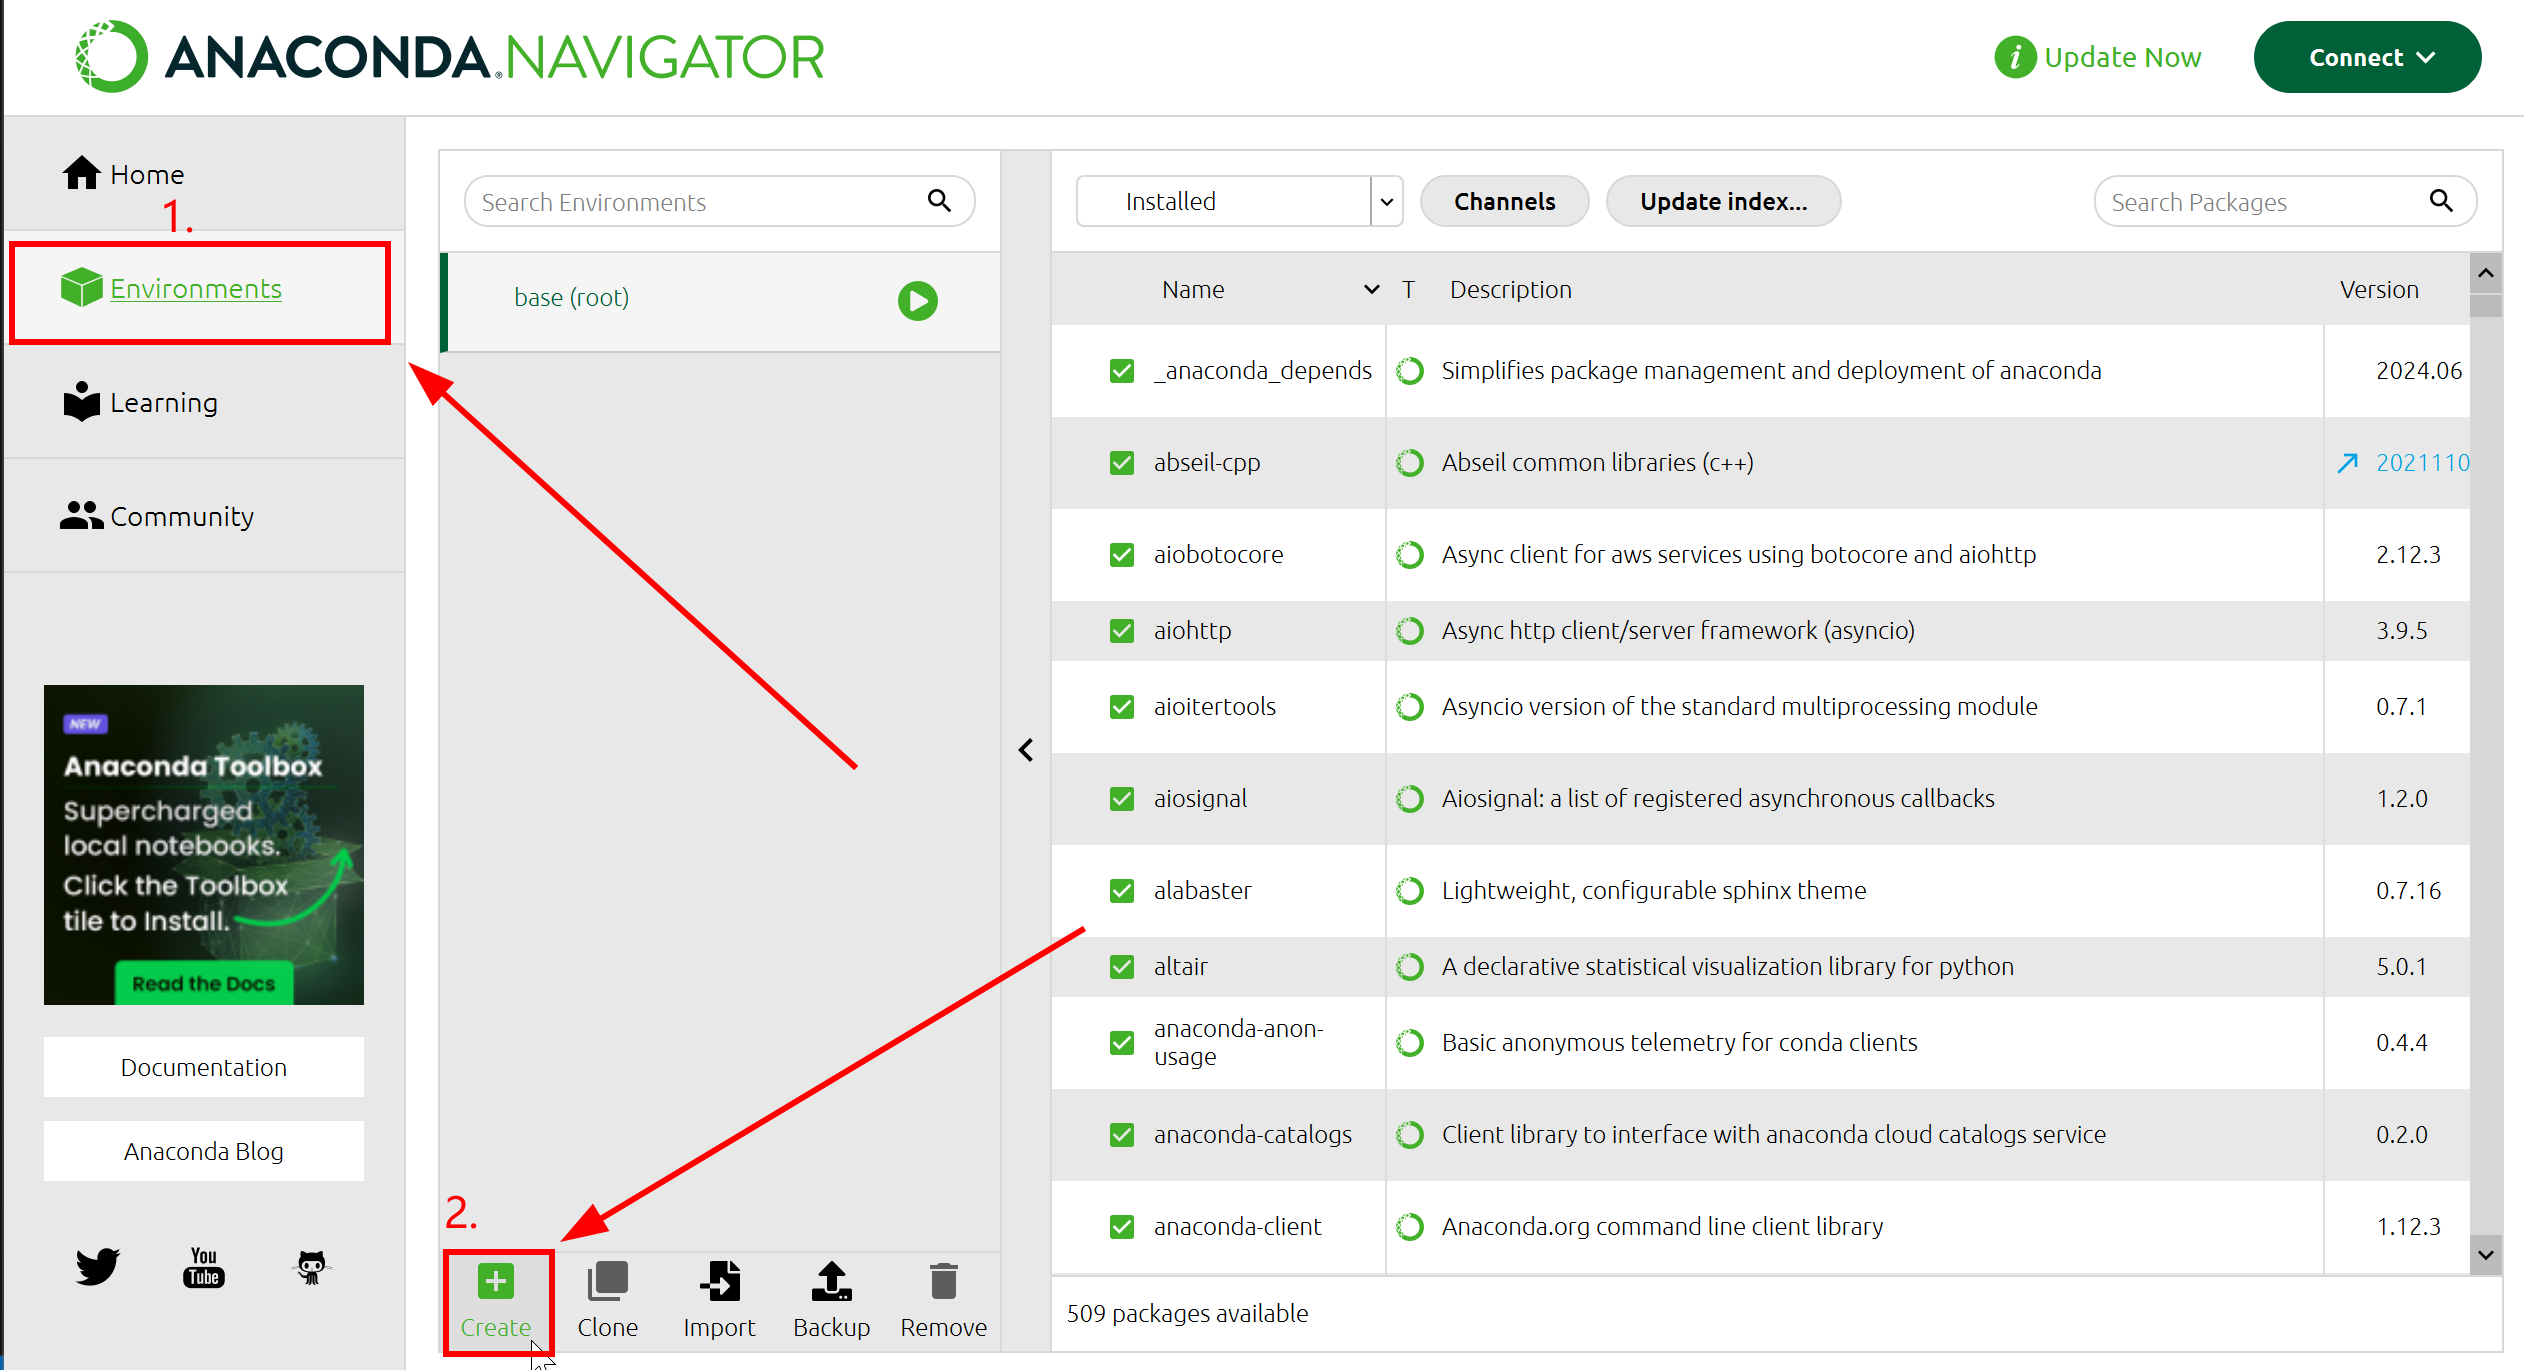 ANACONDA.NAVIGATOR
Update Now
Connect
Home
1.
Environments
Learning
Community
NEW
Anaconda Toolbox
Supercharged
local notebooks.
Click the Toolbox
tile to Install.
Read the Docs
Documentation
Anaconda Blog
You
Tube
Search Environments
base (root)
2.
Create
Clone
Import
Backup
Remove
Installed
Channels
Update index...
Search Packages
Name T Description Version
_anaconda_depends Simplifies package management and deployment of anaconda 2024.06
abseil-cpp Abseil common libraries (c++) 2021110
aiobotocore Async client for aws services using botocore and aiohttp 2.12.3
aiohttp Async http client/server framework (asyncio) 3.9.5
aioitertools Asyncio version of the standard multiprocessing module 0.7.1
aiosignal Aiosignal: a list of registered asynchronous callbacks 1.2.0
alabaster Lightweight, configurable sphinx theme 0.7.16
altair A declarative statistical visualization library for python 5.0.1
anaconda-anon-
usage Basic anonymous telemetry for conda clients 0.4.4
anaconda-catalogs Client library to interface with anaconda cloud catalogs service 0.2.0
anaconda-client Anaconda.org command line client library 1.12.3
509 packages available